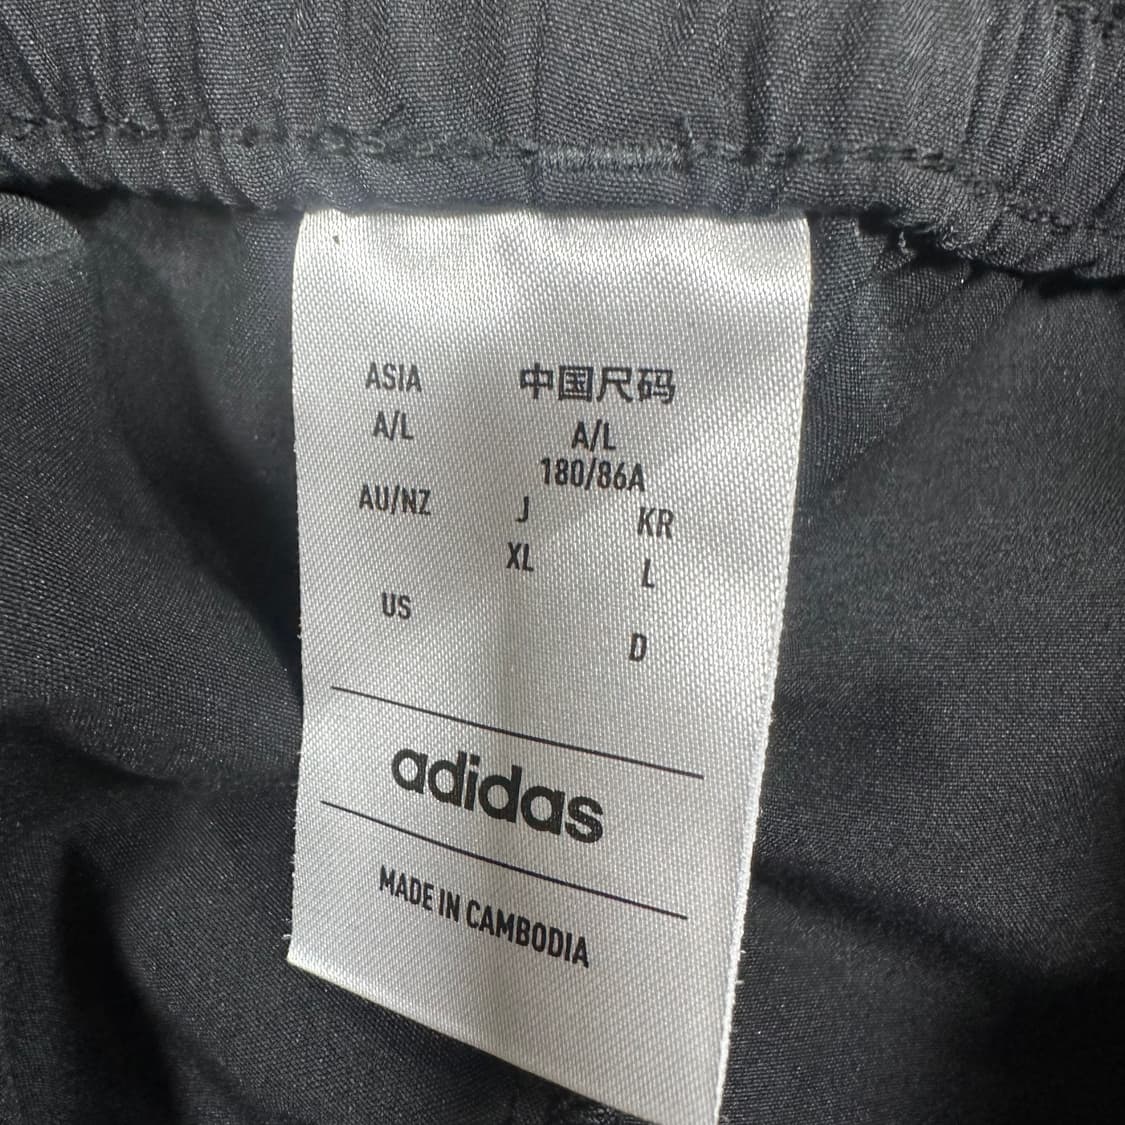 ASIA 中国尺码
A/L A/L
180/86A
AU/NZ J KR
XL L
US D
adidas
MADE IN CAMBODIA